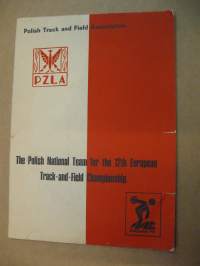 Polish Track and Field Association
PZLA
The Polish National Team for the 12th European
Track-and-Field Championship